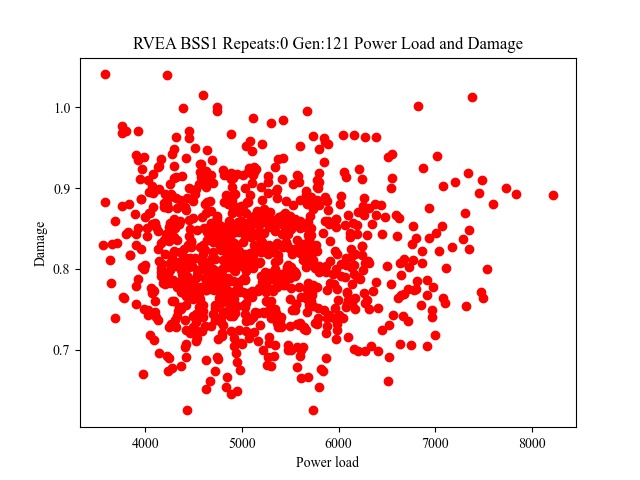 RVEA BSS1 Repeats:0 Gen:121 Power Load and Damage
1.0
0.9
0.8
0.7
Damage
4000 5000 6000 7000 8000
Power load